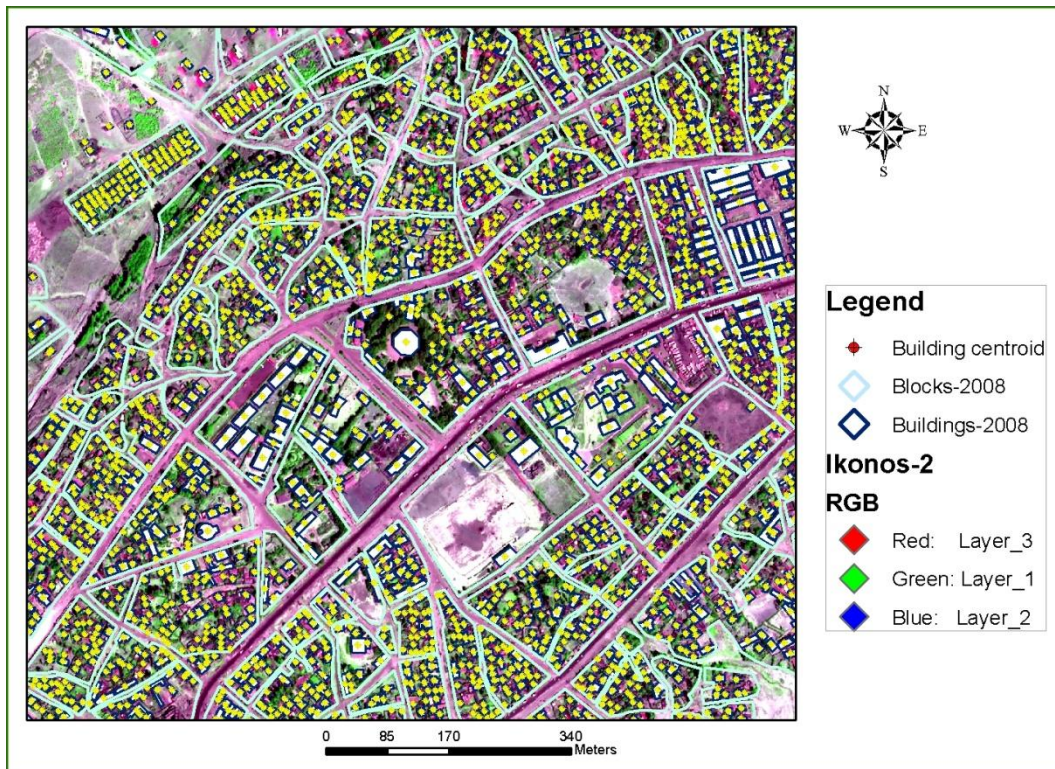 N
W E
S
Legend
Building centroid
Blocks-2008
Buildings-2008
Ikonos-2
RGB
Red: Layer_3
Green: Layer_1
Blue: Layer_2
0 85 170 340
Meters